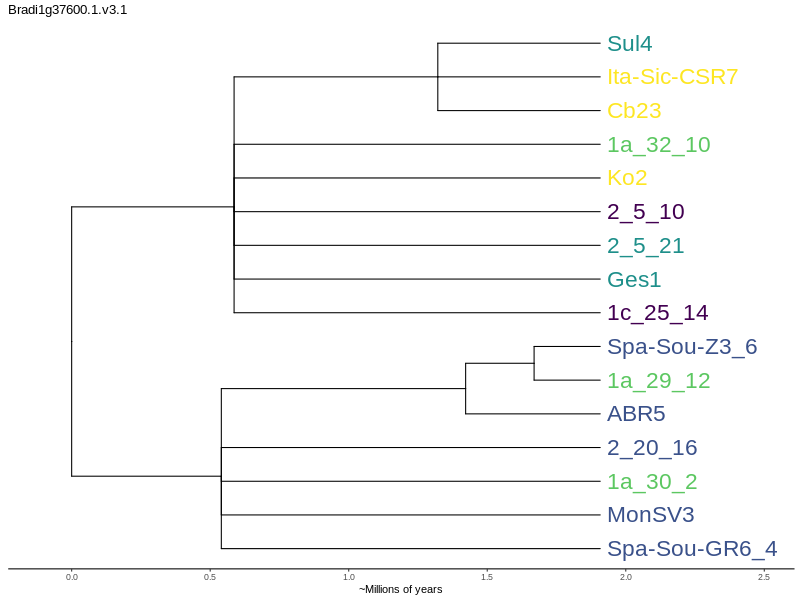 Bradi1g37600.1.v3.1
Sul4
Ita-Sic-CSR7
Cb23
1a_32_10
Ko2
2_5_10
2_5_21
Ges1
1c_25_14
Spa-Sou-Z3_6
1a_29_12
ABR5
2_20_16
1a_30_2
MonSV3
Spa-Sou-GR6_4
0.0 0.5 1.0 1.5 2.0 2.5
~Millions of years